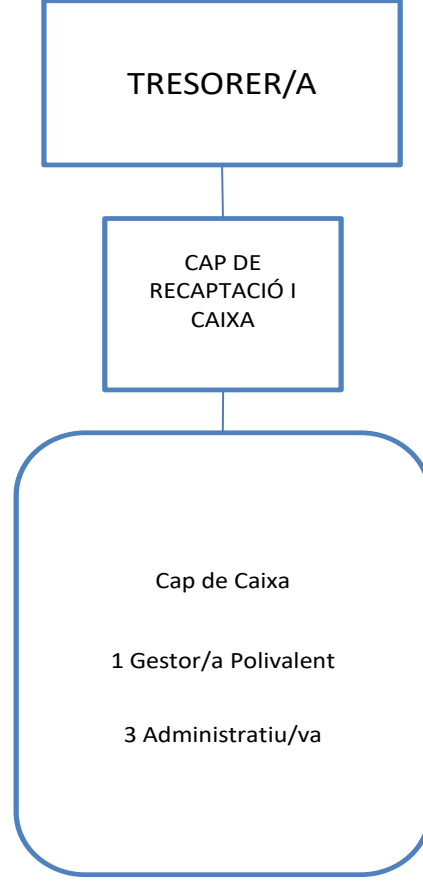 TRESORER/A
CAP DE
RECAPTACIÓ I
CAIXA
Cap de Caixa
1 Gestor/a Polivalent
3 Administratiu/va